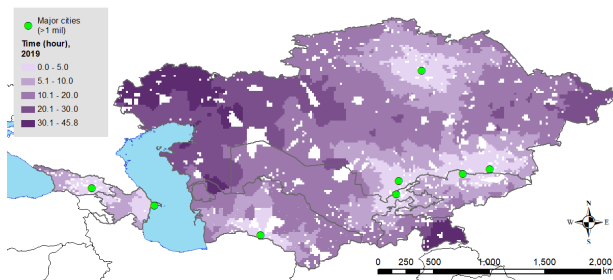 Major cities
(>1 mil)
Time (hour),
2019
0.0 - 5.0
5.1 - 10.0
10.1 - 20.0
20.1 - 30.0
30.1 - 45.8
N
W E
S
0 250 500 1,000 1,500 2,000
km